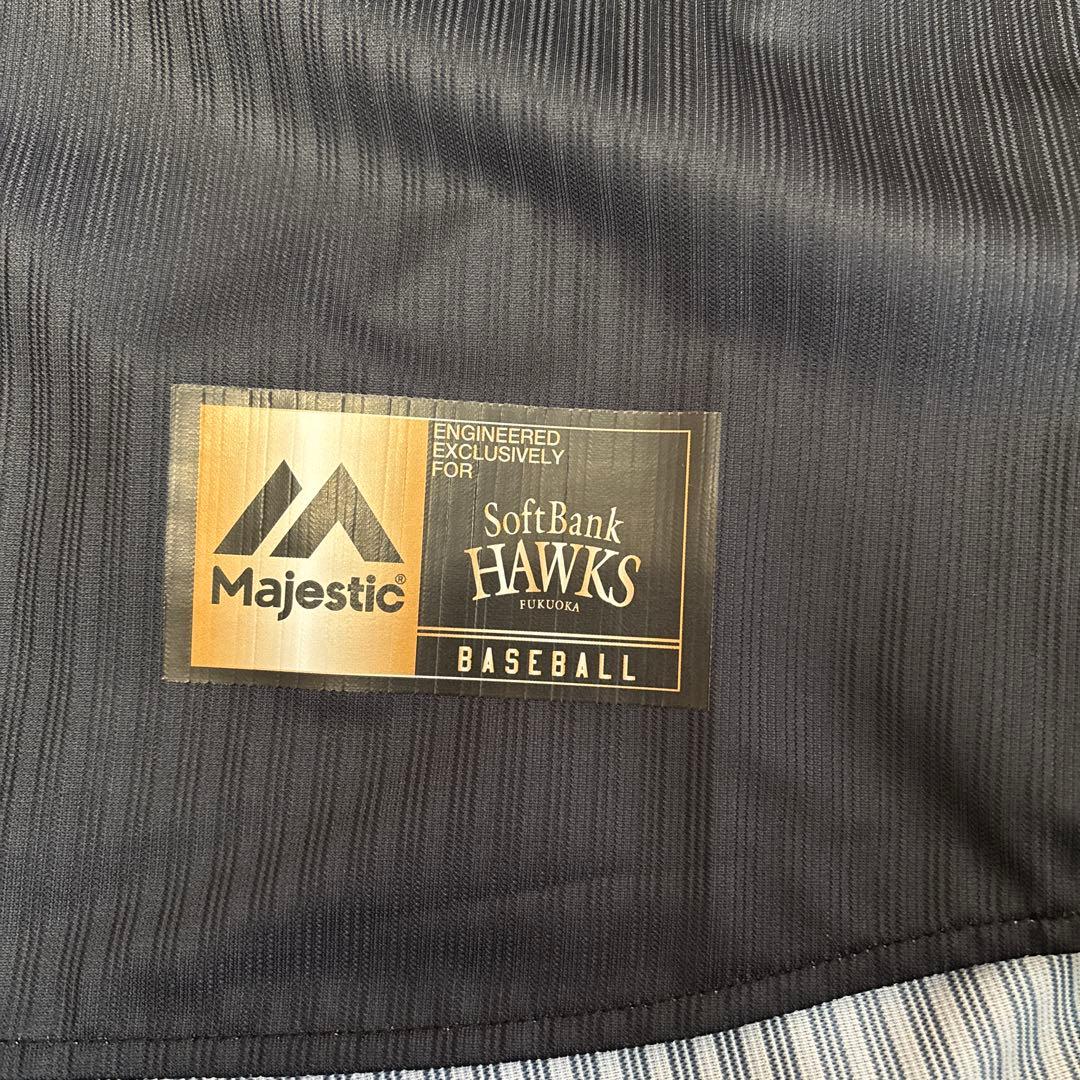 Majestic®
ENGINEERED
EXCLUSIVELY
FOR
SoftBank
HAWKS
FUKUOKA
BASEBALL